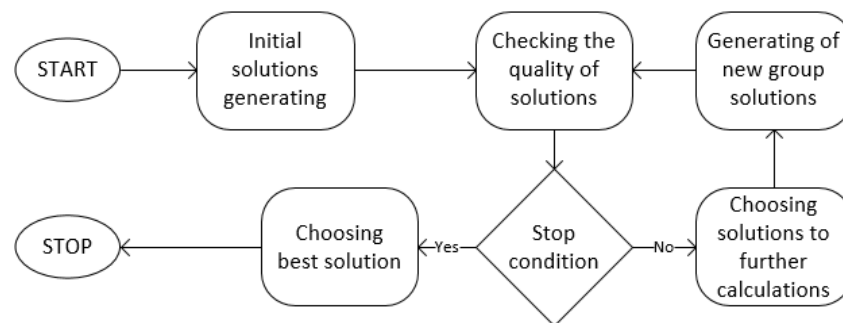 START
Initial
solutions
generating
Checking the
quality of
solutions
Generating of
new group
solutions
STOP
Choosing
best solution
Yes
Stop
condition
No
Choosing
solutions to
further
calculations